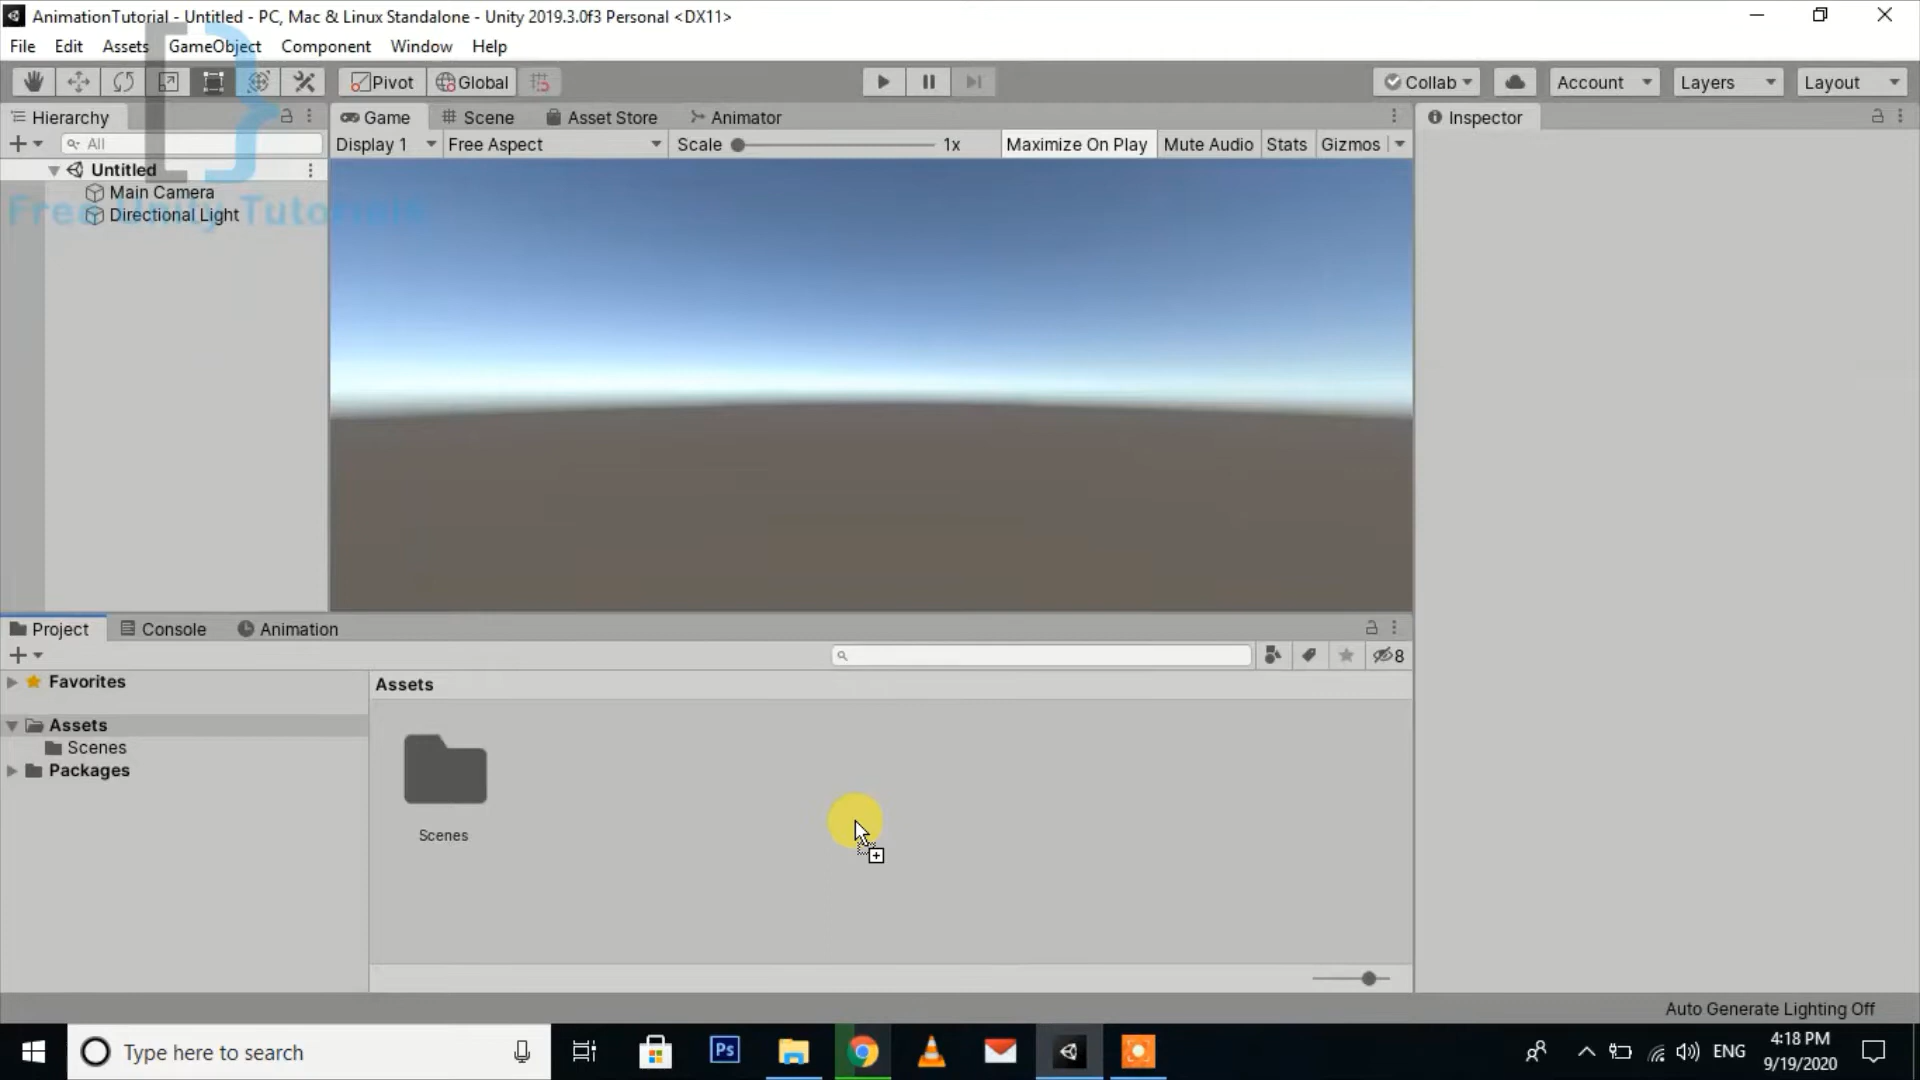 AnimationTutorial - Untitled - PC, Mac & Linux Standalone - Unity 2019.3.0f3 Personal <DX11>
File Edit Assets GameObject Component Window Help
Pivot Global Collab Account Layers Layout
Hierarchy Game Scene Asset Store Animator Inspector
All Display 1 Free Aspect Scale 1x Maximize On Play Mute Audio Stats Gizmos
Untitled
Main Camera
Free Unity Tutorials
Directional Light
Project Console Animation
8
Favorites Assets
Assets
Scenes
Packages
Scenes
Auto Generate Lighting Off
Type here to search Ps ENG 4:18 PM
9/19/2020